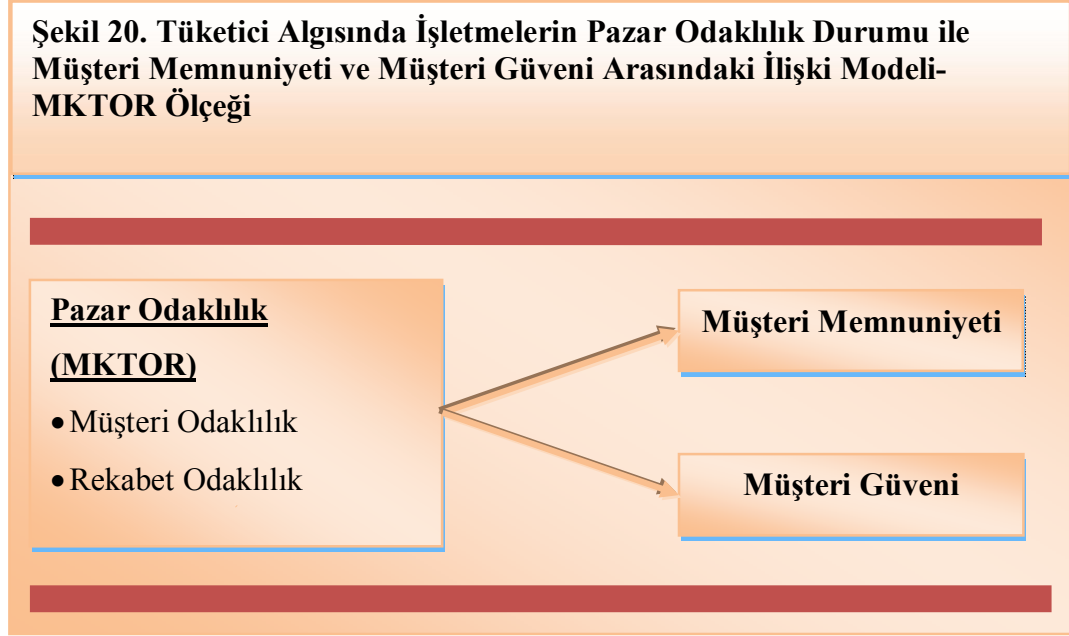 Şekil 20. Tüketici Algısında İşletmelerin Pazar Odaklılık Durumu ile
Müşteri Memnuniyeti ve Müşteri Güveni Arasındaki İlişki Modeli-
MKTOR Ölçeği
Pazar Odaklılık
(MKTOR)
• Müşteri Odaklılık
• Rekabet Odaklılık
Müşteri Memnuniyeti
Müşteri Güveni